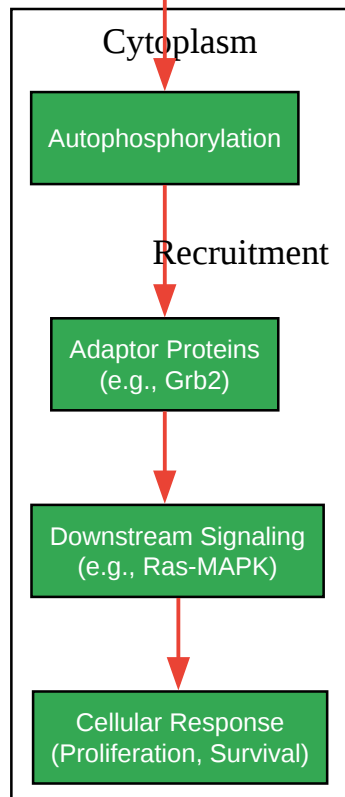 Cytoplasm
Autophosphorylation
Recruitment
Adaptor Proteins
(e.g., Grb2)
Downstream Signaling
(e.g., Ras-MAPK)
Cellular Response
(Proliferation, Survival)